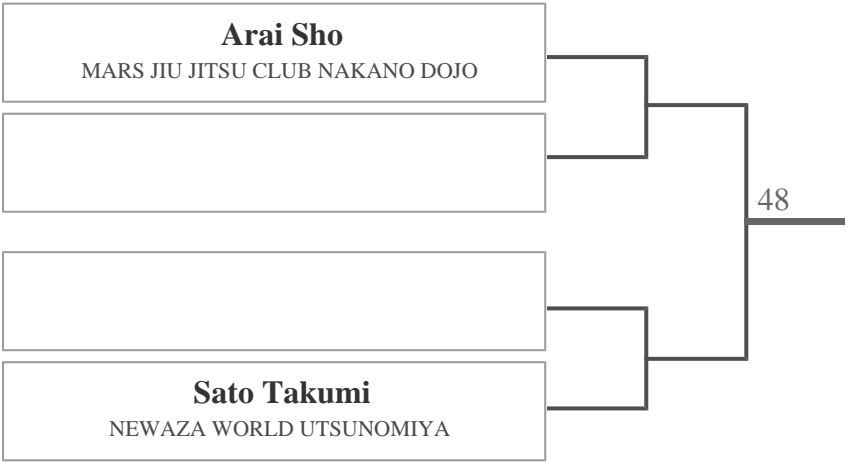 Arai Sho
MARS JIU JITSU CLUB NAKANO DOJO
48
Sato Takumi
NEWAZA WORLD UTSUNOMIYA